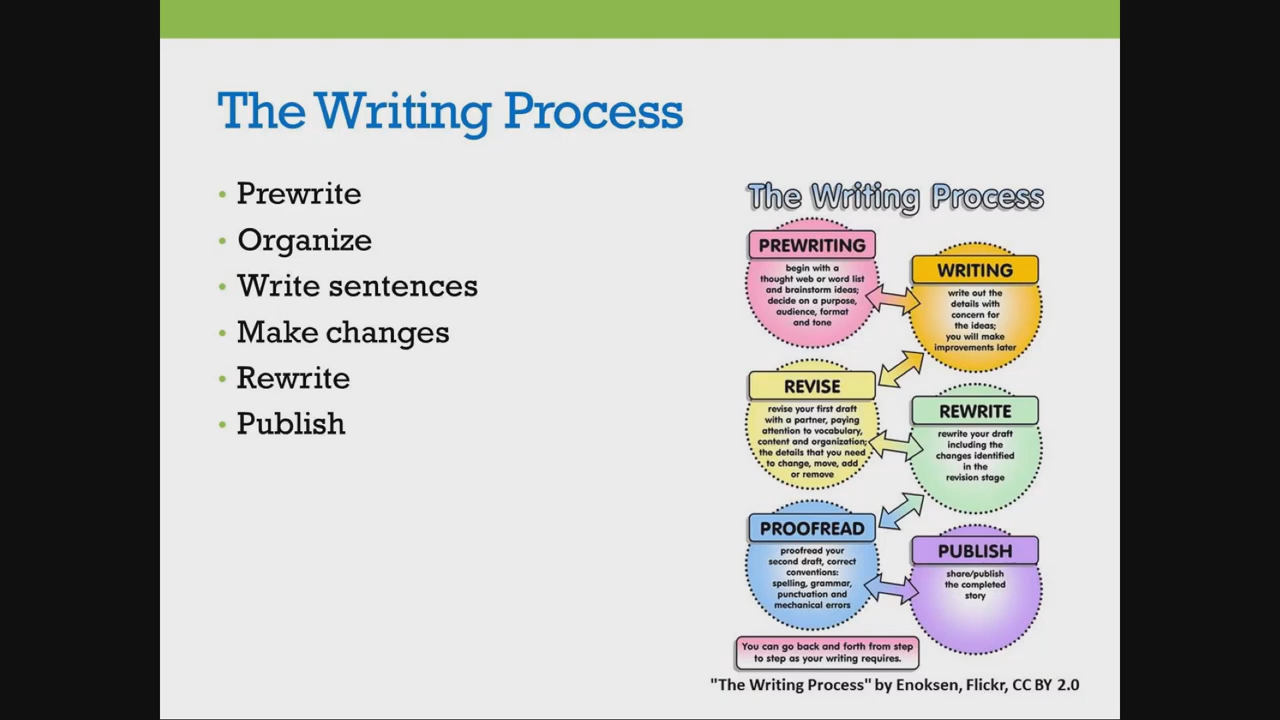 The Writing Process
• Prewrite
• Organize
• Write sentences
• Make changes
• Rewrite
• Publish
The Writing Process
PREWRITING
begin with a
thought web or word list
and brainstorm ideas;
decide on a purpose,
audience, format
and tone
WRITING
write out the
details with
concern for
the ideas;
you will make
improvements later
REVISE
revise your first draft
with a partner, paying
attention to vocabulary,
content and organization;
the details that you need
to change, move, add
or remove
REWRITE
rewrite your draft
including the
changes identified
in the
revision stage
PROOFREAD
proofread your
second draft, correct
conventions:
spelling, grammar,
punctuation and
mechanical errors
PUBLISH
share/publish
the completed
story
You can go back and forth from step
to step as your writing requires.
"The Writing Process" by Enoksen, Flickr, CC BY 2.0